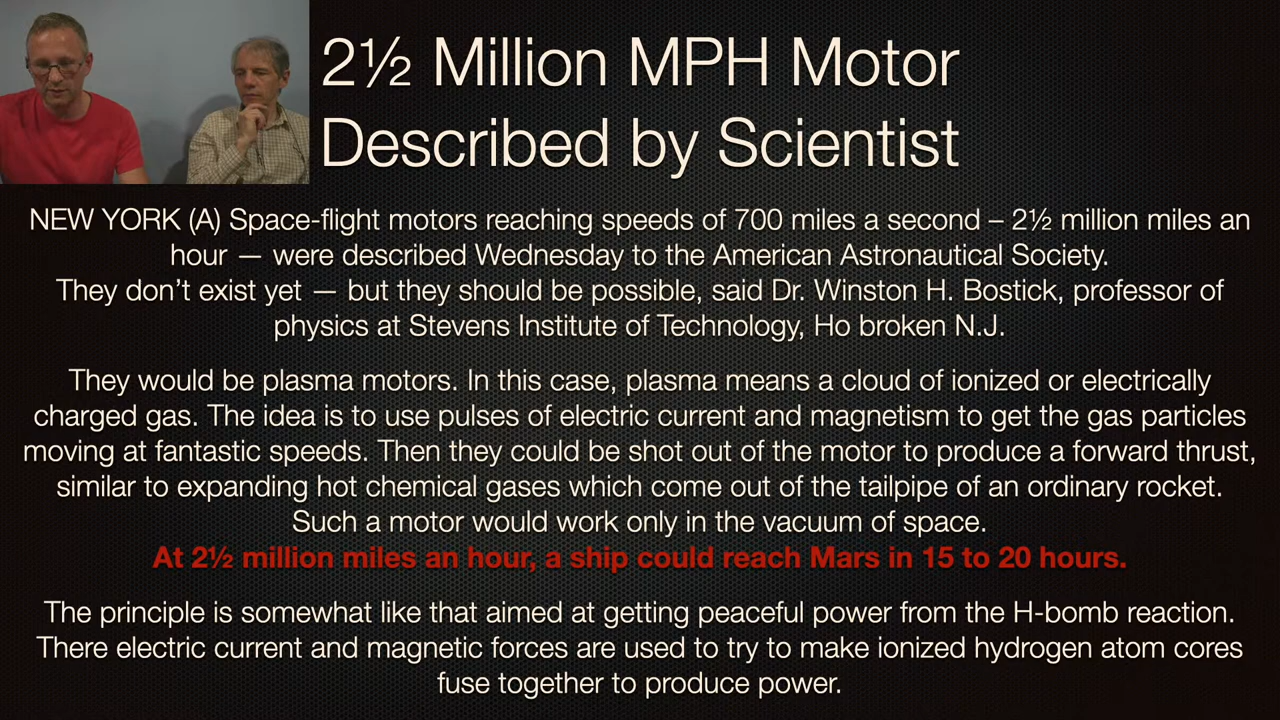 2½ Million MPH Motor
Described by Scientist
NEW YORK (A) Space-flight motors reaching speeds of 700 miles a second – 2½ million miles an
hour — were described Wednesday to the American Astronautical Society.
They don’t exist yet — but they should be possible, said Dr. Winston H. Bostick, professor of
physics at Stevens Institute of Technology, Ho broken N.J.
They would be plasma motors. In this case, plasma means a cloud of ionized or electrically
charged gas. The idea is to use pulses of electric current and magnetism to get the gas particles
moving at fantastic speeds. Then they could be shot out of the motor to produce a forward thrust,
similar to expanding hot chemical gases which come out of the tailpipe of an ordinary rocket.
Such a motor would work only in the vacuum of space.
At 2½ million miles an hour, a ship could reach Mars in 15 to 20 hours.
The principle is somewhat like that aimed at getting peaceful power from the H-bomb reaction.
There electric current and magnetic forces are used to try to make ionized hydrogen atom cores
fuse together to produce power.